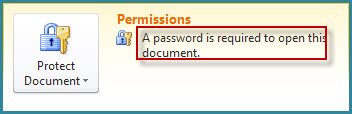 Protect
Document
Permissions
A password is required to open this
document.